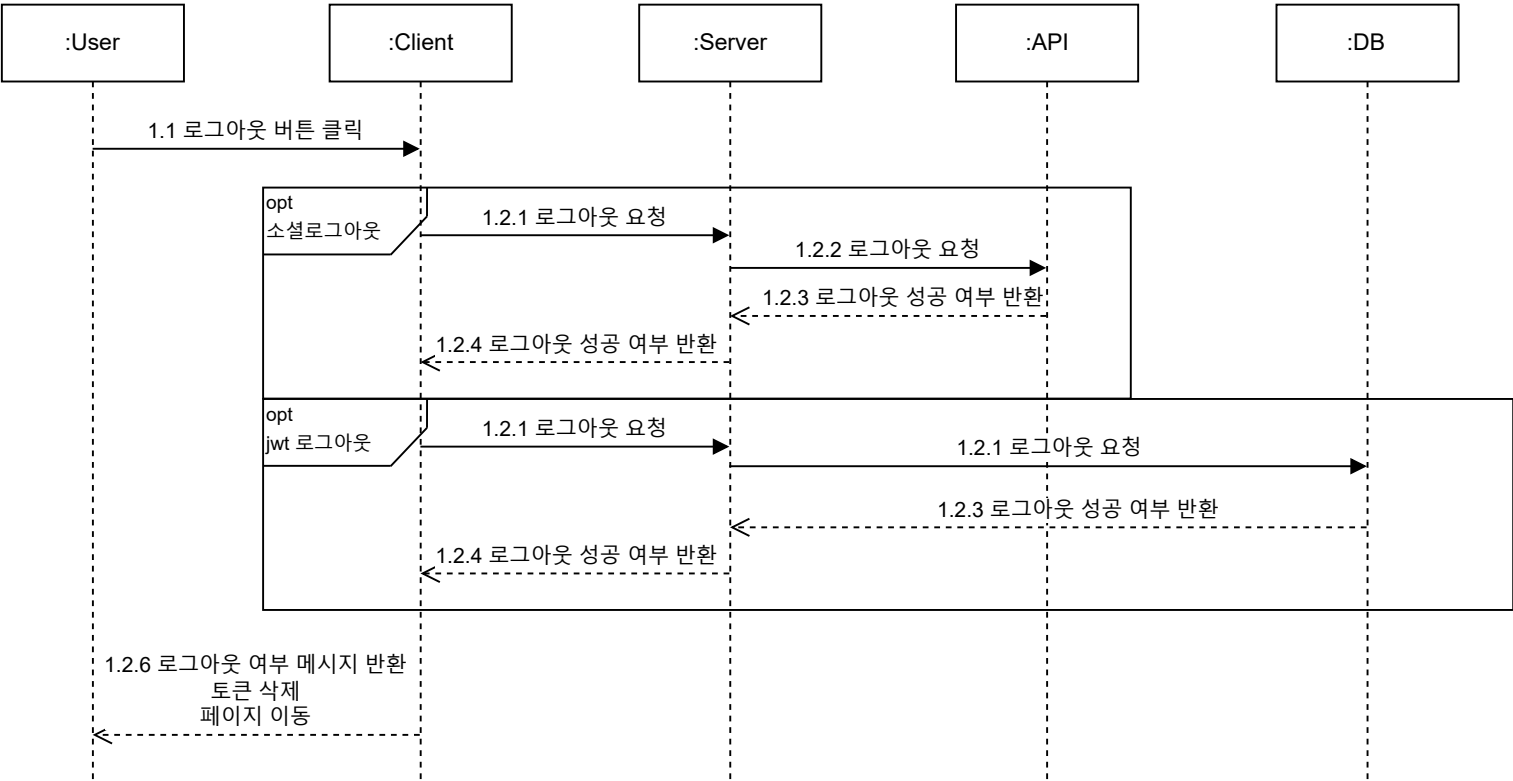 :User
:Client
:Server
:API
:DB
1.1 로그아웃 버튼 클릭
opt
소셜로그아웃
1.2.1 로그아웃 요청
1.2.2 로그아웃 요청
1.2.3 로그아웃 성공 여부 반환
1.2.4 로그아웃 성공 여부 반환
opt
jwt 로그아웃
1.2.1 로그아웃 요청
1.2.1 로그아웃 요청
1.2.3 로그아웃 성공 여부 반환
1.2.4 로그아웃 성공 여부 반환
1.2.6 로그아웃 여부 메시지 반환
토큰 삭제
페이지 이동